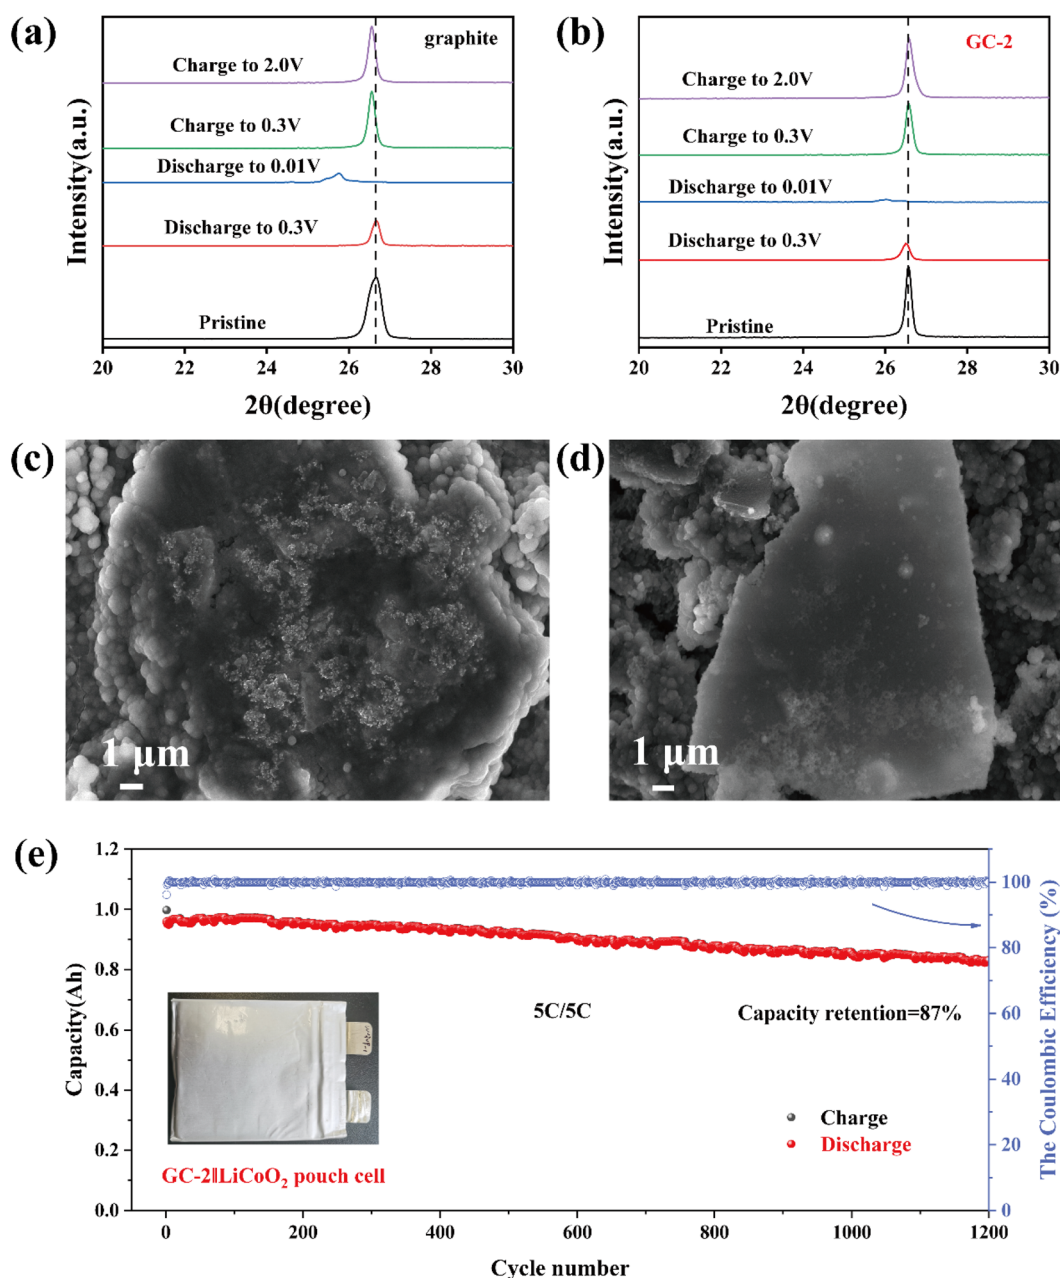 (a)
graphite
Charge to 2.0V
Charge to 0.3V
Discharge to 0.01V
Discharge to 0.3V
Pristine
Intensity(a.u.)
20 22 24 26 28 30
2θ(degree)
(b)
GC-2
Charge to 2.0V
Charge to 0.3V
Discharge to 0.01V
Discharge to 0.3V
Pristine
Intensity(a.u.)
20 22 24 26 28 30
2θ(degree)
(c)
1 μm
(d)
1 μm
(e)
1.2
1.0
0.8
0.6
0.4
0.2
0.0
Capacity(Ah)
5C/5C
Capacity retention=87%
Charge
Discharge
GC-2||LiCoO₂ pouch cell
100
80
60
40
20
0
The Coulombic Efficiency (%)
0 200 400 600 800 1000 1200
Cycle number